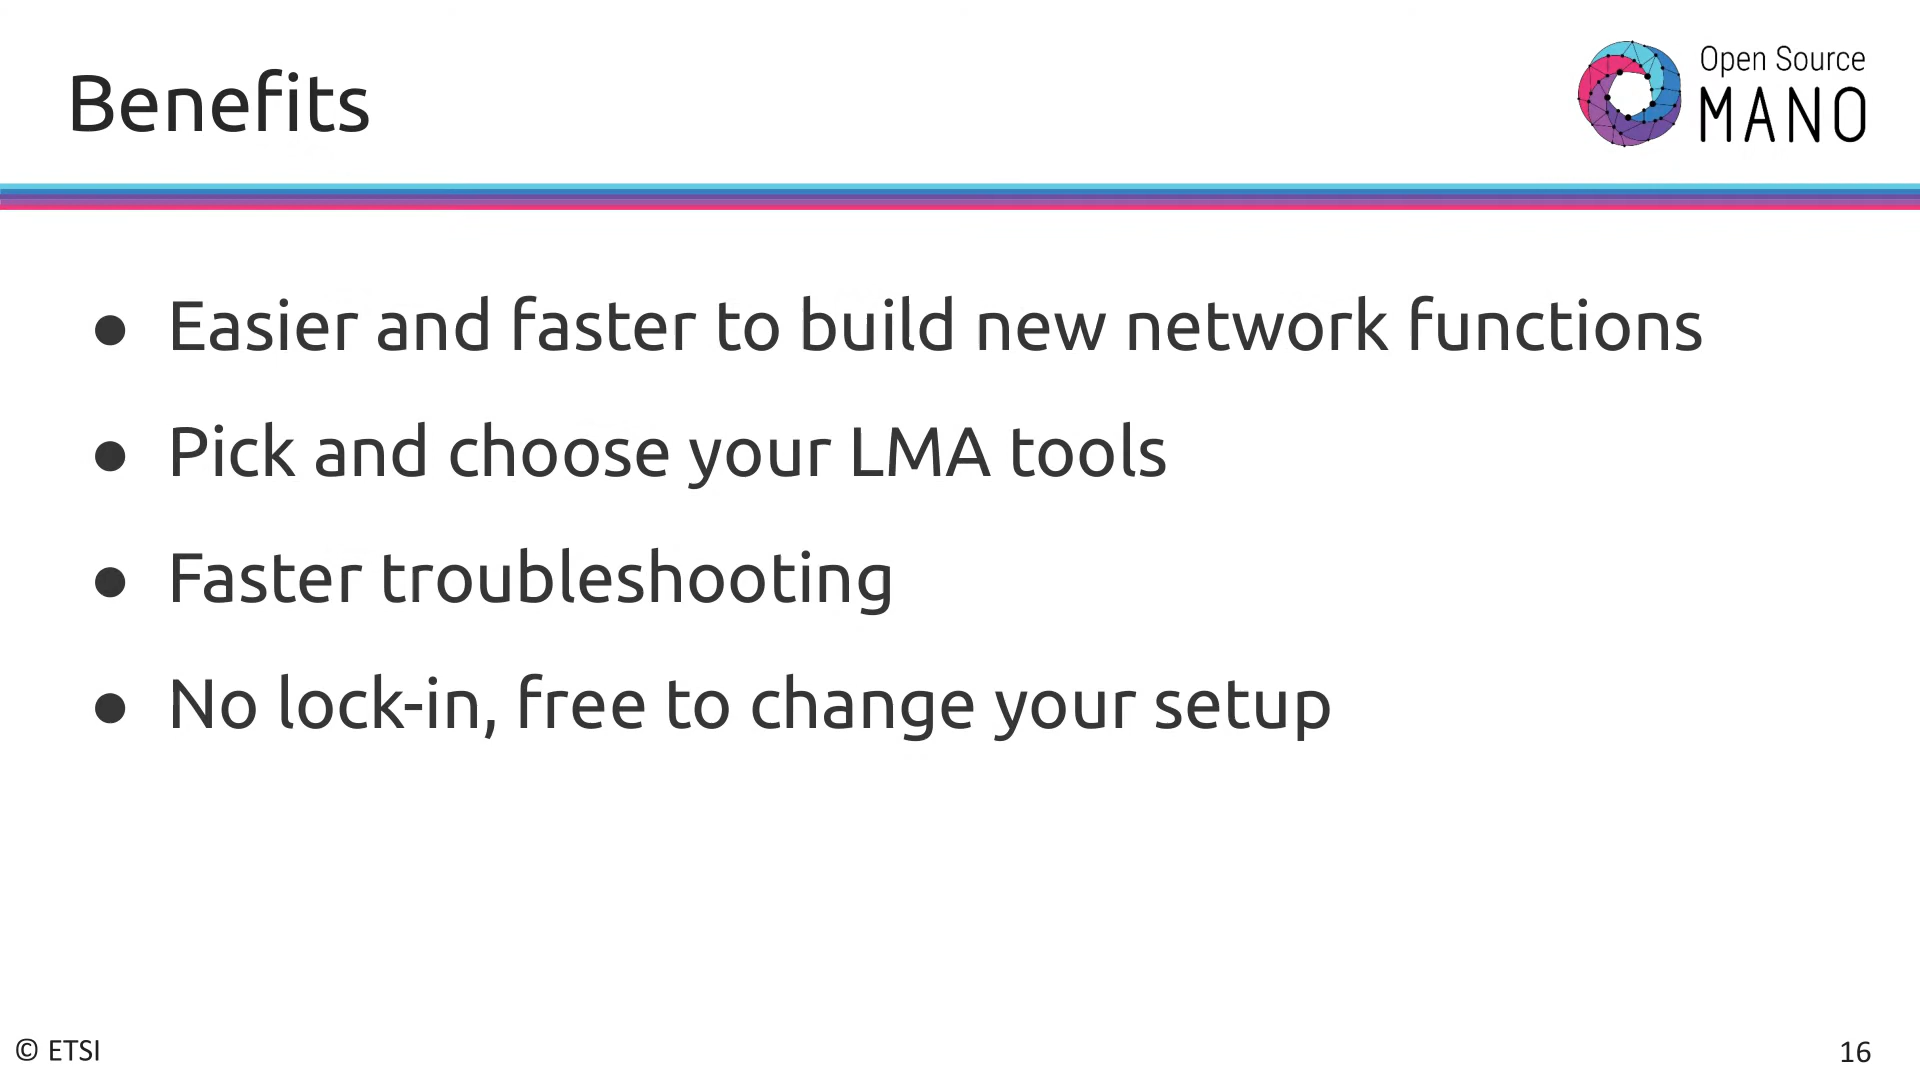 Benefits
Open Source
MANO
● Easier and faster to build new network functions
● Pick and choose your LMA tools
● Faster troubleshooting
● No lock-in, free to change your setup
© ETSI
16